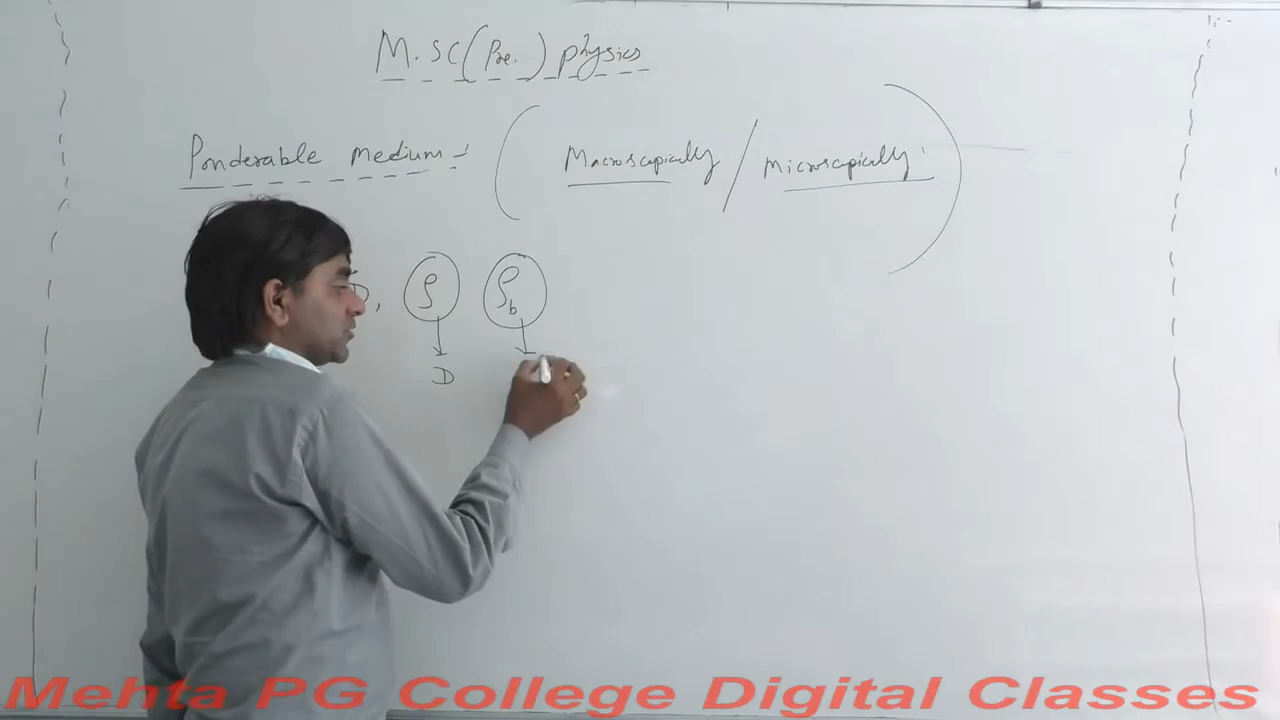 M.SC(Pre.) physics
Ponderable medium :- ( Macroscopically / Microscopically )
D, ρ ρb
D
Mehta PG College Digital Classes